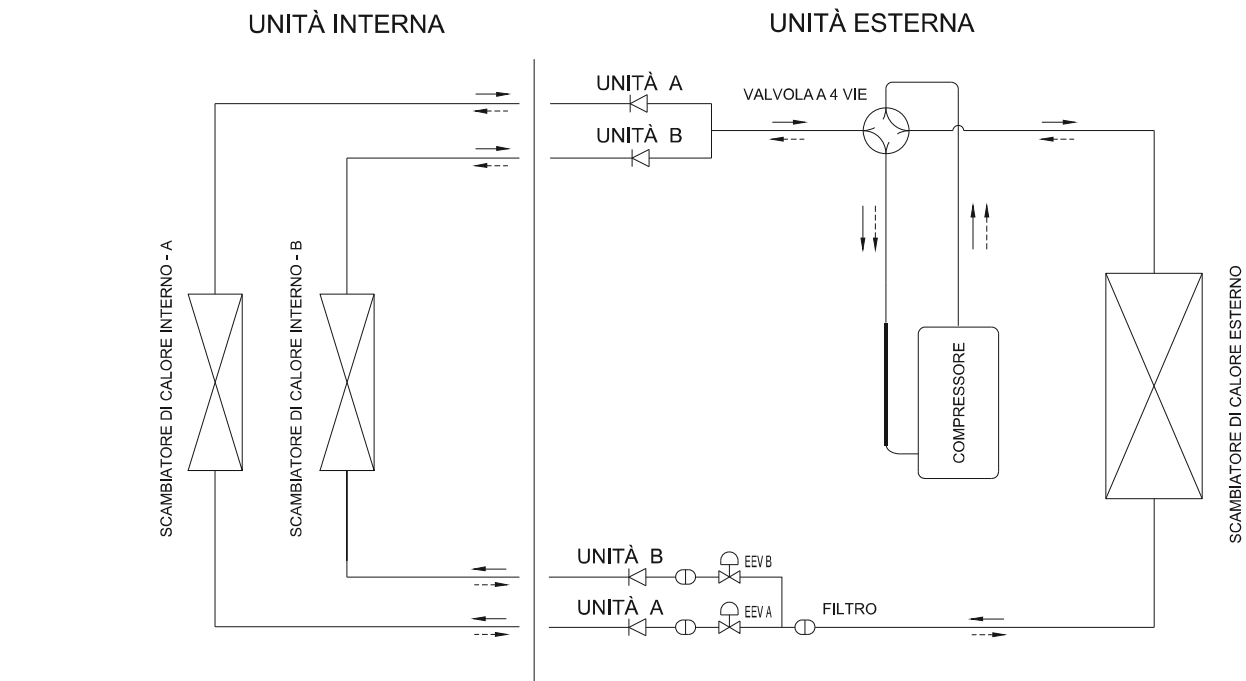 UNITÀ INTERNA
UNITÀ ESTERNA
UNITÀ A
VALVOLA A 4 VIE
UNITÀ B
SCAMBIATORE DI CALORE INTERNO - A
SCAMBIATORE DI CALORE INTERNO - B
COMPRESSORE
SCAMBIATORE DI CALORE ESTERNO
UNITÀ B
EEV B
UNITÀ A
EEV A
FILTRO